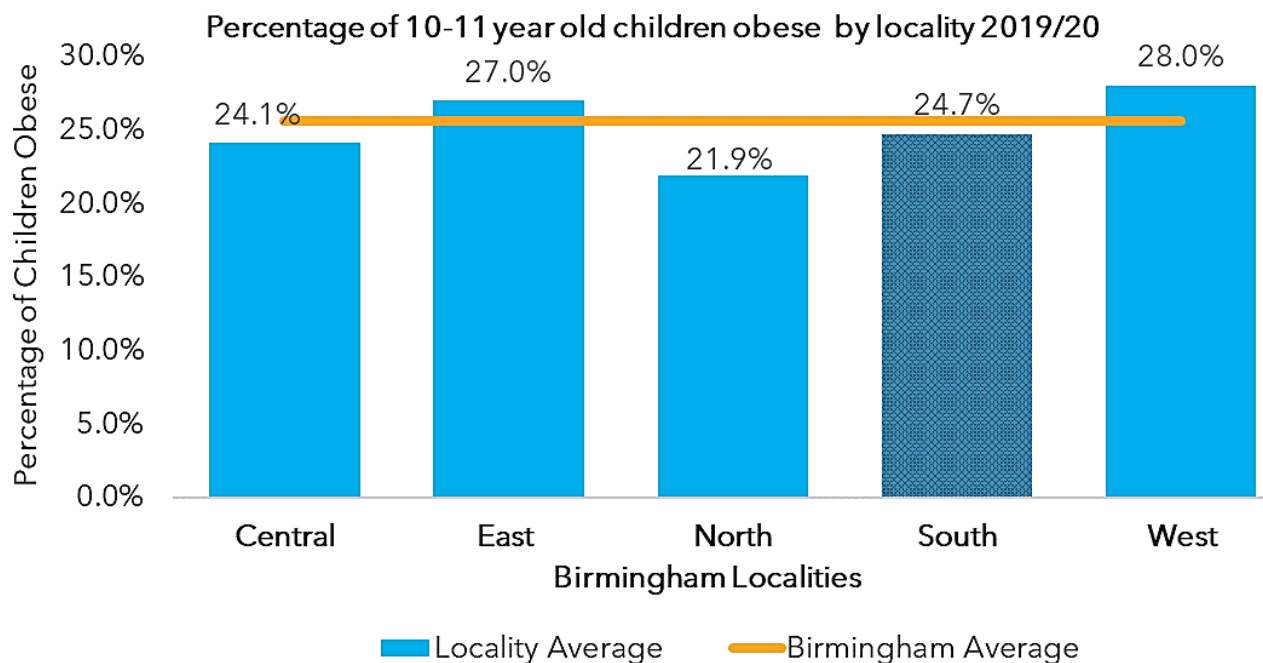 Percentage of 10-11 year old children obese by locality 2019/20
Percentage of Children Obese
30.0%
25.0%
20.0%
15.0%
10.0%
5.0%
0.0%
24.1%
27.0%
21.9%
24.7%
28.0%
Central East North South West
Birmingham Localities
Locality Average Birmingham Average